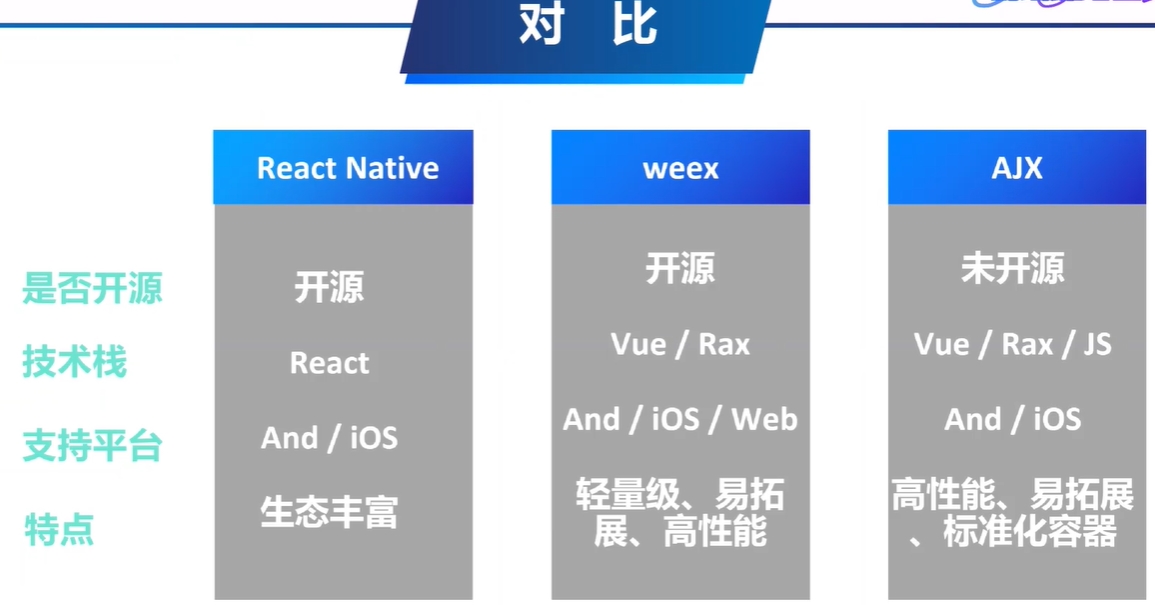 对 比
React Native
weex
AJX
是否开源
开源
开源
未开源
技术栈
React
Vue / Rax
Vue / Rax / JS
支持平台
And / iOS
And / iOS / Web
And / iOS
特点
生态丰富
轻量级、易拓
展、高性能
高性能、易拓展
、标准化容器